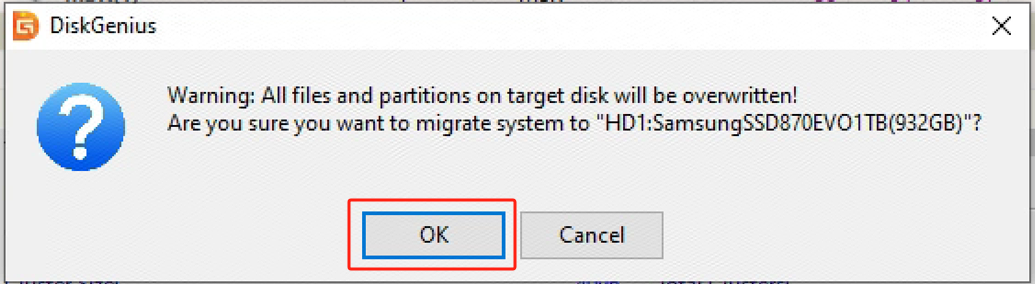 DiskGenius
Warning: All files and partitions on target disk will be overwritten!
Are you sure you want to migrate system to "HD1:SamsungSSD870EVO1TB(932GB)"?
OK Cancel